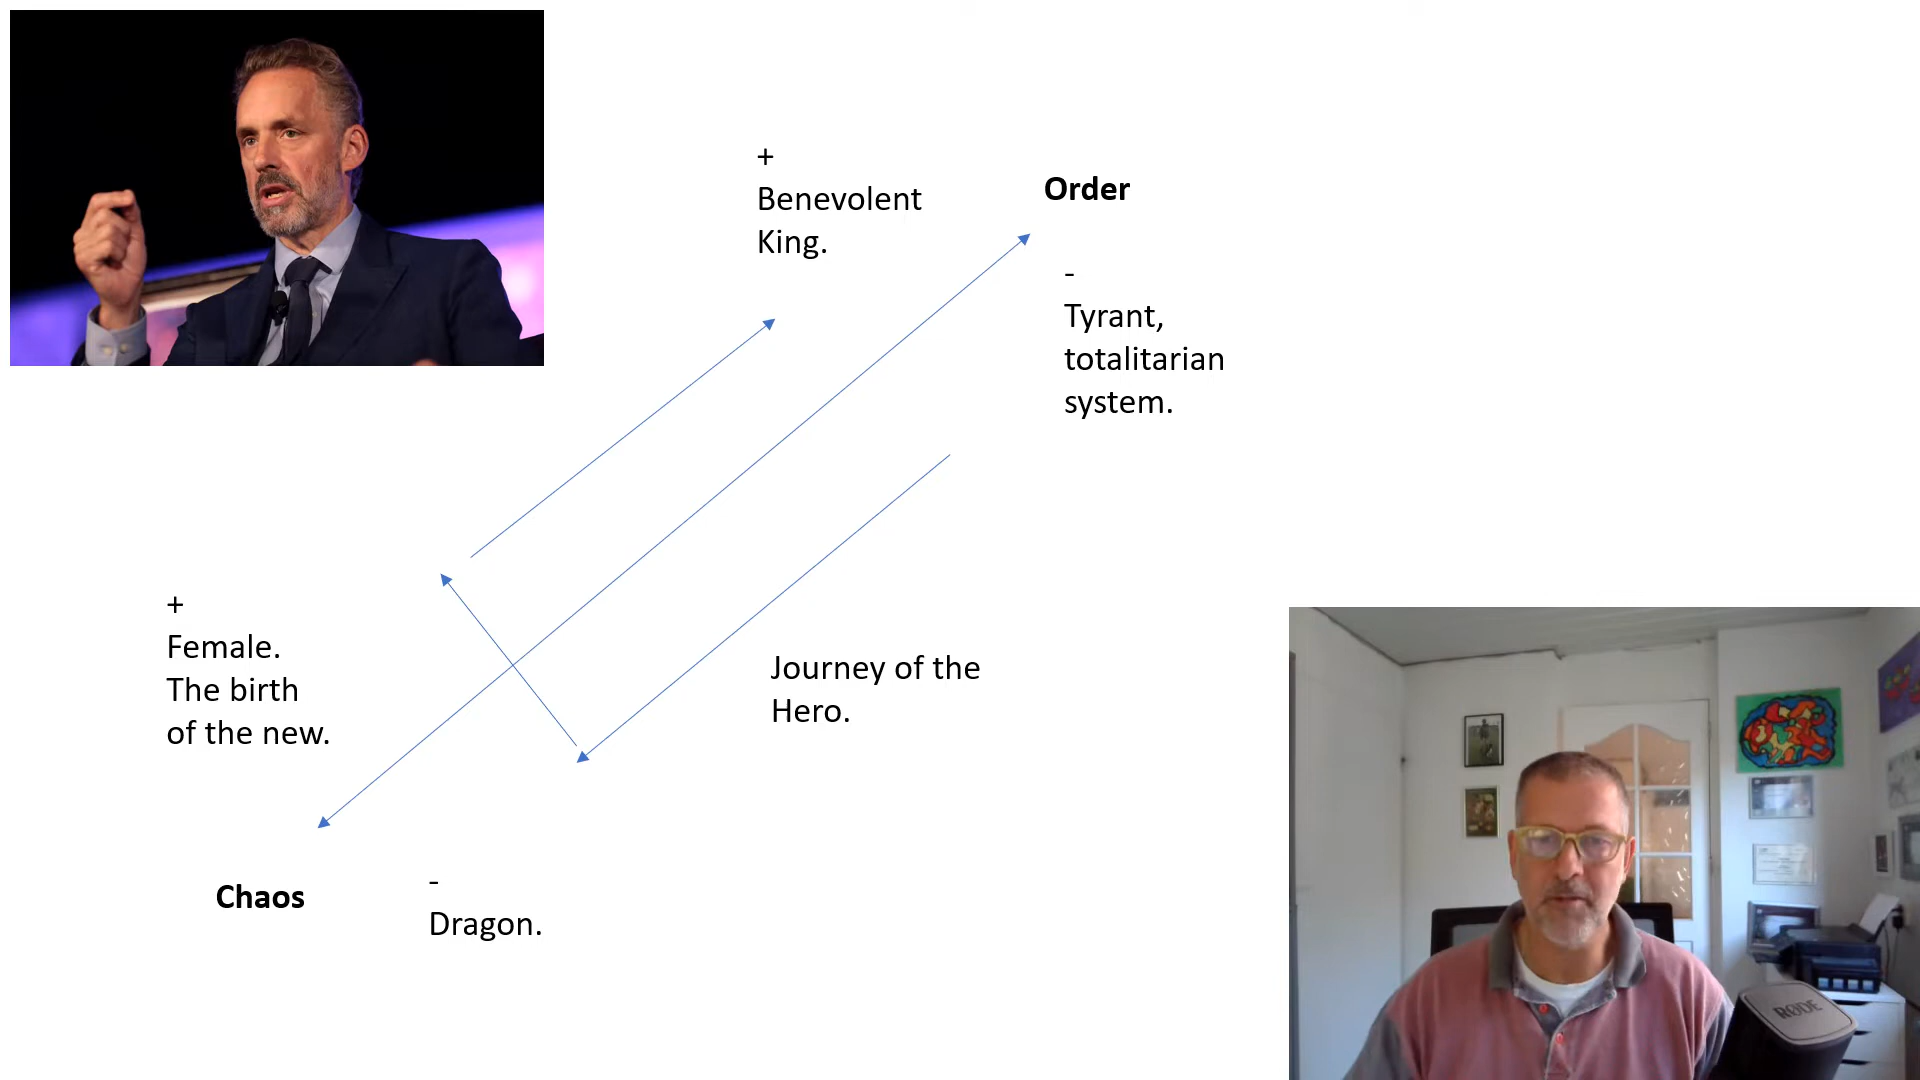 +
Benevolent
King.
Order
-
Tyrant,
totalitarian
system.
+
Female.
The birth
of the new.
Journey of the
Hero.
Chaos
-
Dragon.
RØDE